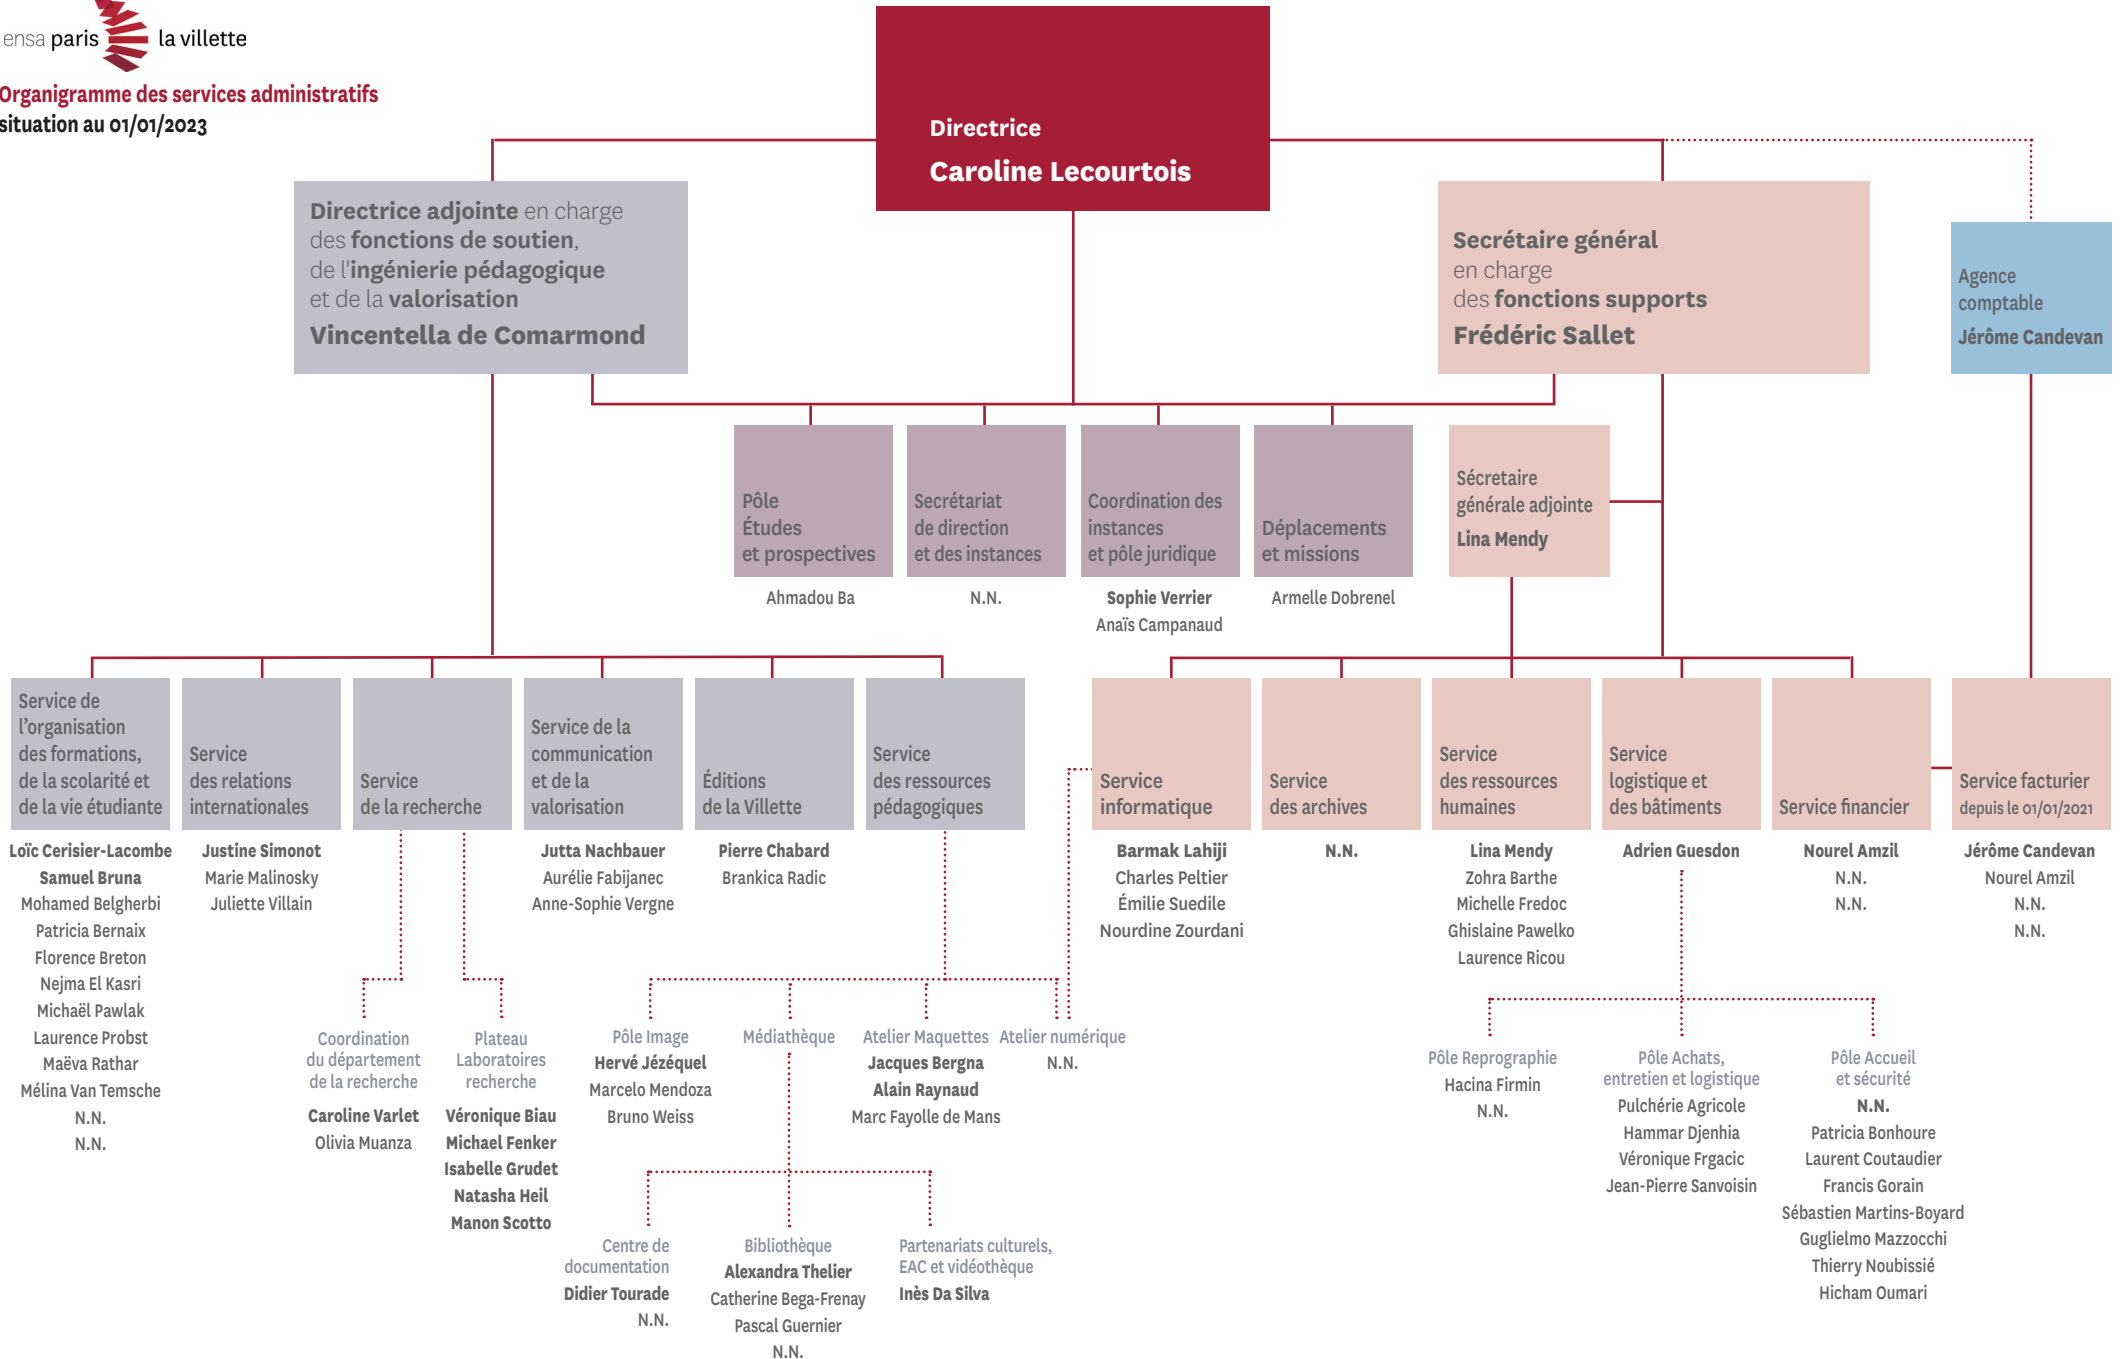 ensa paris la villette
Organigramme des services administratifs
situation au 01/01/2023
Directrice
Caroline Lecourtois
Directrice adjointe en charge
des fonctions de soutien,
de l'ingénierie pédagogique
et de la valorisation
Vincentella de Comarmond
Secrétaire général
en charge
des fonctions supports
Frédéric Sallet
Agence
comptable
Jérôme Candevan
Pôle
Études
et prospectives
Ahmadou Ba
Secrétariat
de direction
et des instances
N.N.
Coordination des
instances
et pôle juridique
Sophie Verrier
Anaïs Campanaud
Déplacements
et missions
Armelle Dobrenel
Sécretaire
générale adjointe
Lina Mendy
Service de
l’organisation
des formations,
de la scolarité et
de la vie étudiante
Loïc Cerisier-Lacombe
Samuel Bruna
Mohamed Belgherbi
Patricia Bernaix
Florence Breton
Nejma El Kasri
Michaël Pawlak
Laurence Probst
Maëva Rathar
Mélina Van Temsche
N.N.
N.N.
Service
des relations
internationales
Justine Simonot
Marie Malinosky
Juliette Villain
Service
de la recherche
Coordination
du département
de la recherche
Caroline Varlet
Olivia Muanza
Plateau
Laboratoires
recherche
Véronique Biau
Michael Fenker
Isabelle Grudet
Natasha Heil
Manon Scotto
Service de la
communication
et de la
valorisation
Jutta Nachbauer
Aurélie Fabijanec
Anne-Sophie Vergne
Éditions
de la Villette
Pierre Chabard
Brankica Radic
Service
des ressources
pédagogiques
Pôle Image
Hervé Jézéquel
Marcelo Mendoza
Bruno Weiss
Médiathèque
Atelier Maquettes
Jacques Bergna
Alain Raynaud
Marc Fayolle de Mans
Atelier numérique
N.N.
Centre de
documentation
Didier Tourade
N.N.
Bibliothèque
Alexandra Thelier
Catherine Bega-Frenay
Pascal Guernier
N.N.
Partenariats culturels,
EAC et vidéothèque
Inès Da Silva
Service
informatique
Barmak Lahiji
Charles Peltier
Émilie Suedile
Nourdine Zourdani
Service
des archives
N.N.
Service
des ressources
humaines
Lina Mendy
Zohra Barthe
Michelle Fredoc
Ghislaine Pawelko
Laurence Ricou
Service
logistique et
des bâtiments
Adrien Guesdon
Pôle Reprographie
Hacina Firmin
N.N.
Pôle Achats,
entretien et logistique
Pulchérie Agricole
Hammar Djenhia
Véronique Frgacic
Jean-Pierre Sanvoisin
Pôle Accueil
et sécurité
N.N.
Patricia Bonhoure
Laurent Coutaudier
Francis Gorain
Sébastien Martins-Boyard
Guglielmo Mazzocchi
Thierry Noubissié
Hicham Oumari
Service financier
Nourel Amzil
N.N.
N.N.
Service facturier
depuis le 01/01/2021
Jérôme Candevan
Nourel Amzil
N.N.
N.N.